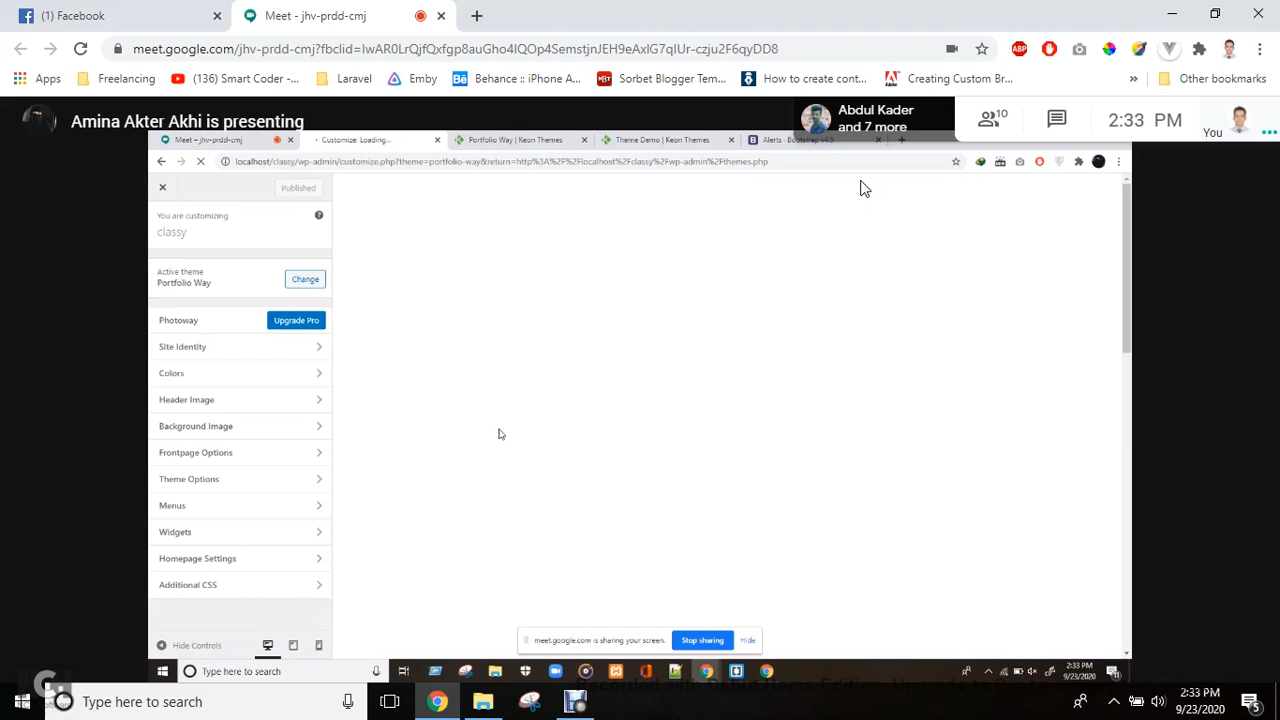 Facebook
Meet - jhv-prdd-cmj
meet.google.com/jhv-prdd-cmj?fbclid=IwAR0LrQjfQxfgp8auGho4IQOp4SemstjnJEH9eAxlG7qIUr-czju2F6qyDD8
Apps
Freelancing
(136) Smart Coder -...
Laravel
Emby
Behance :: iPhone A...
Sorbet Blogger Tem...
How to create cont...
Creating Custom Br...
»
Other bookmarks
Amina Akter Akhi is presenting
Abdul Kader
and 7 more
10
2:33 PM
You
Meet – jhv-prdd-cmj
Customize: Loading...
Portfolio Way | Keon Themes
Theme Demo | Keon Themes
Alerts · Bootstrap v4.5
localhost/classy/wp-admin/customize.php?theme=portfolio-way&return=http%3A%2F%2Flocalhost%2Fclassy%2Fwp-admin%2Fthemes.php
Published
You are customizing
classy
Active theme
Portfolio Way
Change
Photoway
Upgrade Pro
Site Identity
Colors
Header Image
Background Image
Frontpage Options
Theme Options
Menus
Widgets
Homepage Settings
Additional CSS
Hide Controls
meet.google.com is sharing your screen.
Stop sharing
Hide
Type here to search
2:33 PM
9/23/2020
Type here to search
2:33 PM
9/23/2020
5